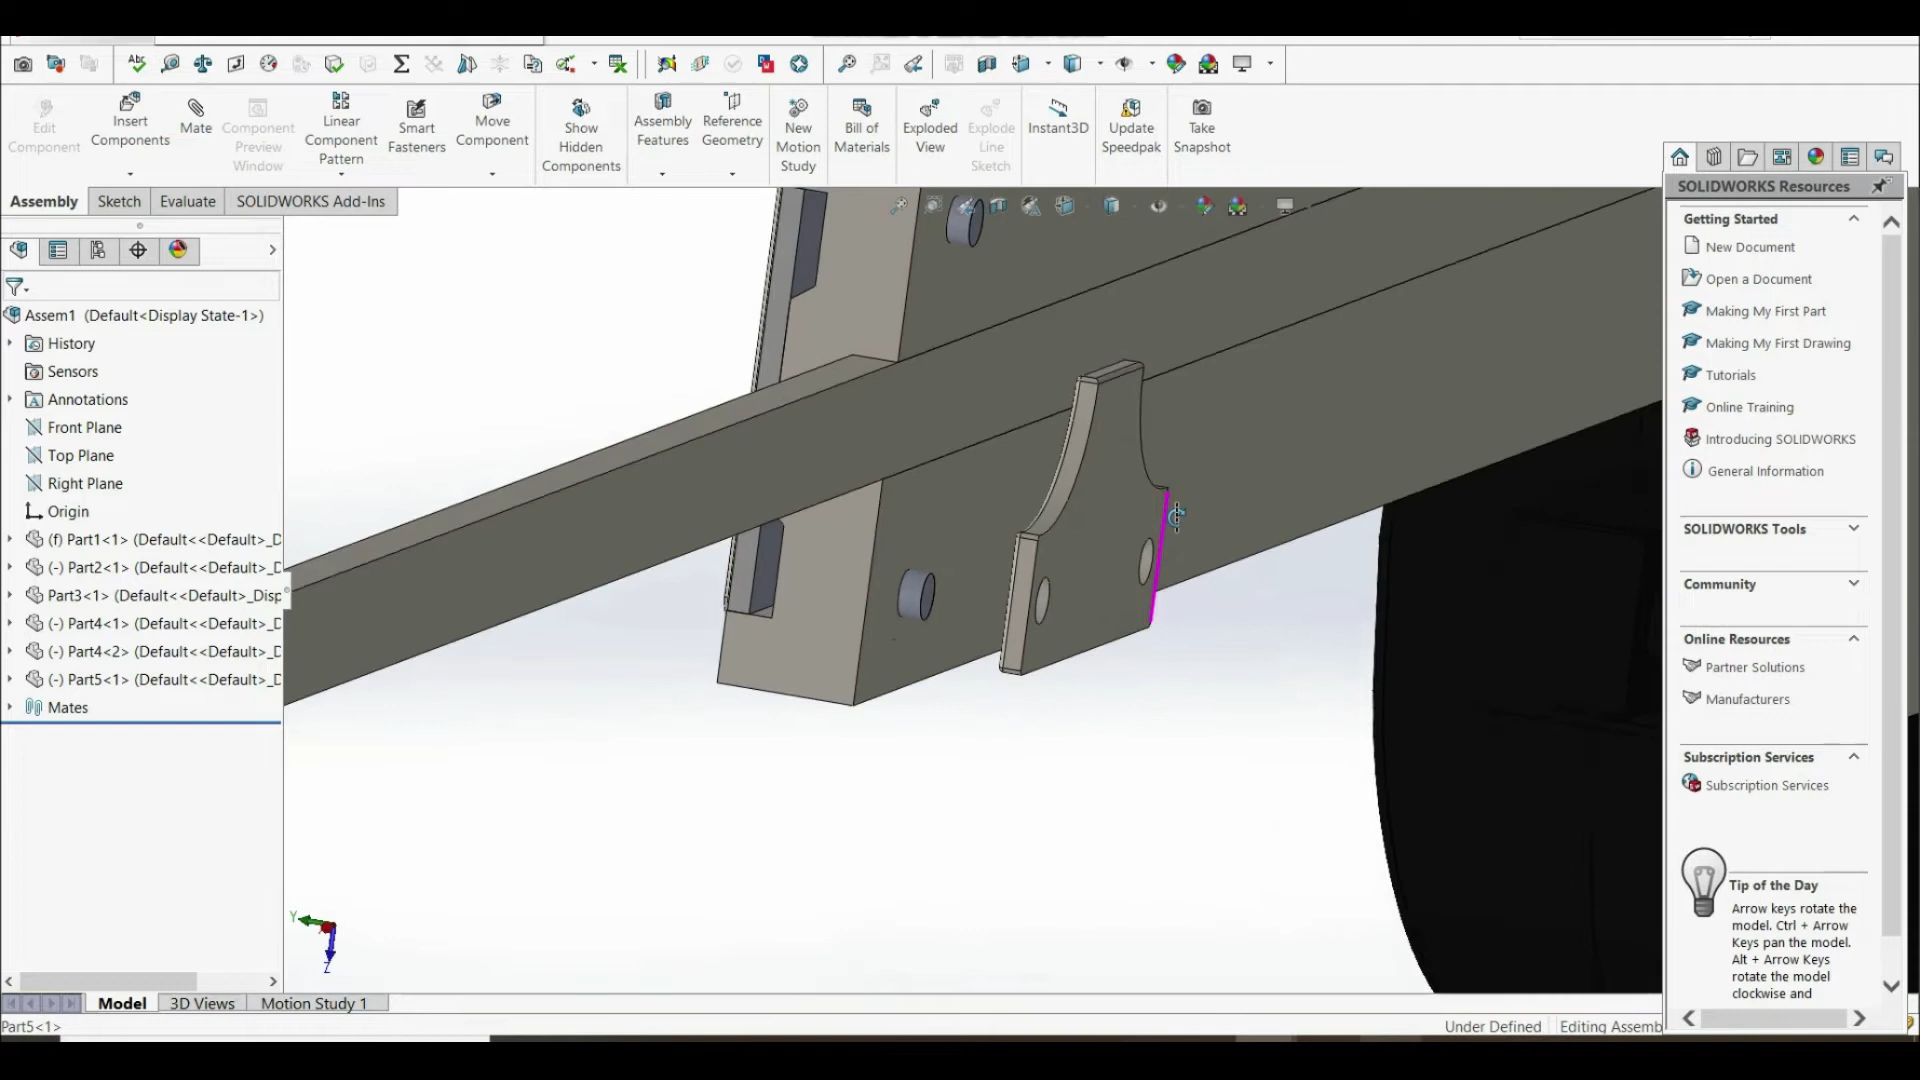 Edit
Component
Insert
Components
Mate
Component
Preview
Window
Linear
Component
Pattern
Smart
Fasteners
Move
Component
Show
Hidden
Components
Assembly
Features
Reference
Geometry
New
Motion
Study
Bill of
Materials
Exploded
View
Explode
Line
Sketch
Instant3D
Update
Speedpak
Take
Snapshot
Assembly
Sketch
Evaluate
SOLIDWORKS Add-Ins
Assem1 (Default<Display State-1>)
History
Sensors
Annotations
Front Plane
Top Plane
Right Plane
Origin
(f) Part1<1> (Default<<Default>_D
(-) Part2<1> (Default<<Default>_D
Part3<1> (Default<<Default>_Disp
(-) Part4<1> (Default<<Default>_D
(-) Part4<2> (Default<<Default>_D
(-) Part5<1> (Default<<Default>_D
Mates
Y
Z
SOLIDWORKS Resources
Getting Started
New Document
Open a Document
Making My First Part
Making My First Drawing
Tutorials
Online Training
Introducing SOLIDWORKS
General Information
SOLIDWORKS Tools
Community
Online Resources
Partner Solutions
Manufacturers
Subscription Services
Subscription Services
Tip of the Day
Arrow keys rotate the
model. Ctrl + Arrow
Keys pan the model.
Alt + Arrow Keys
rotate the model
clockwise and
Model
3D Views
Motion Study 1
Part5<1>
Under Defined
Editing Assemb